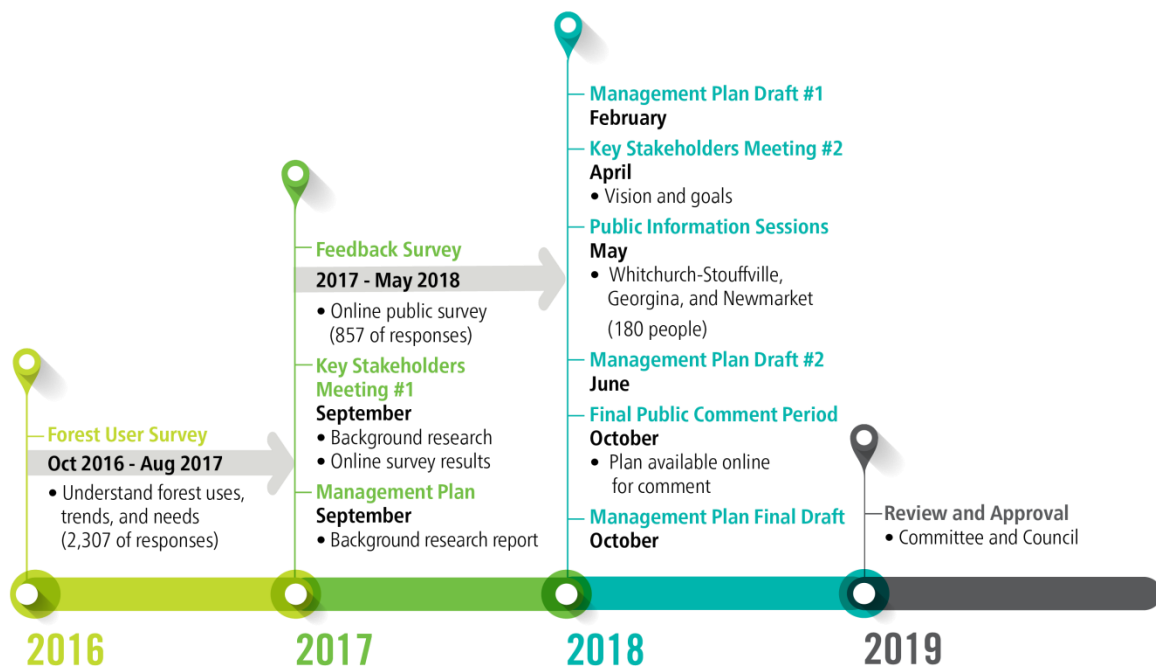 Forest User Survey
Oct 2016 - Aug 2017
• Understand forest uses,
trends, and needs
(2,307 of responses)
2016
Feedback Survey
2017 - May 2018
• Online public survey
(857 of responses)
Key Stakeholders
Meeting #1
September
• Background research
• Online survey results
Management Plan
September
• Background research report
2017
Management Plan Draft #1
February
Key Stakeholders Meeting #2
April
• Vision and goals
Public Information Sessions
May
• Whitchurch-Stouffville,
Georgina, and Newmarket
(180 people)
Management Plan Draft #2
June
Final Public Comment Period
October
• Plan available online
for comment
Management Plan Final Draft
October
2018
Review and Approval
• Committee and Council
2019